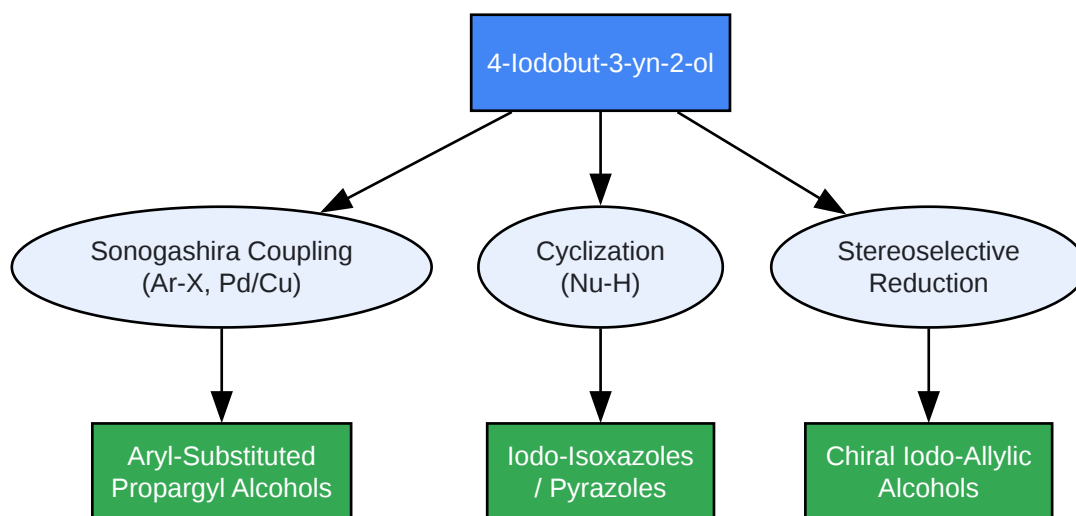 4-Iodobut-3-yn-2-ol
Sonogashira Coupling
(Ar-X, Pd/Cu)
Cyclization
(Nu-H)
Stereoselective
Reduction
Aryl-Substituted
Propargyl Alcohols
Iodo-Isoxazoles
/ Pyrazoles
Chiral Iodo-Allylic
Alcohols